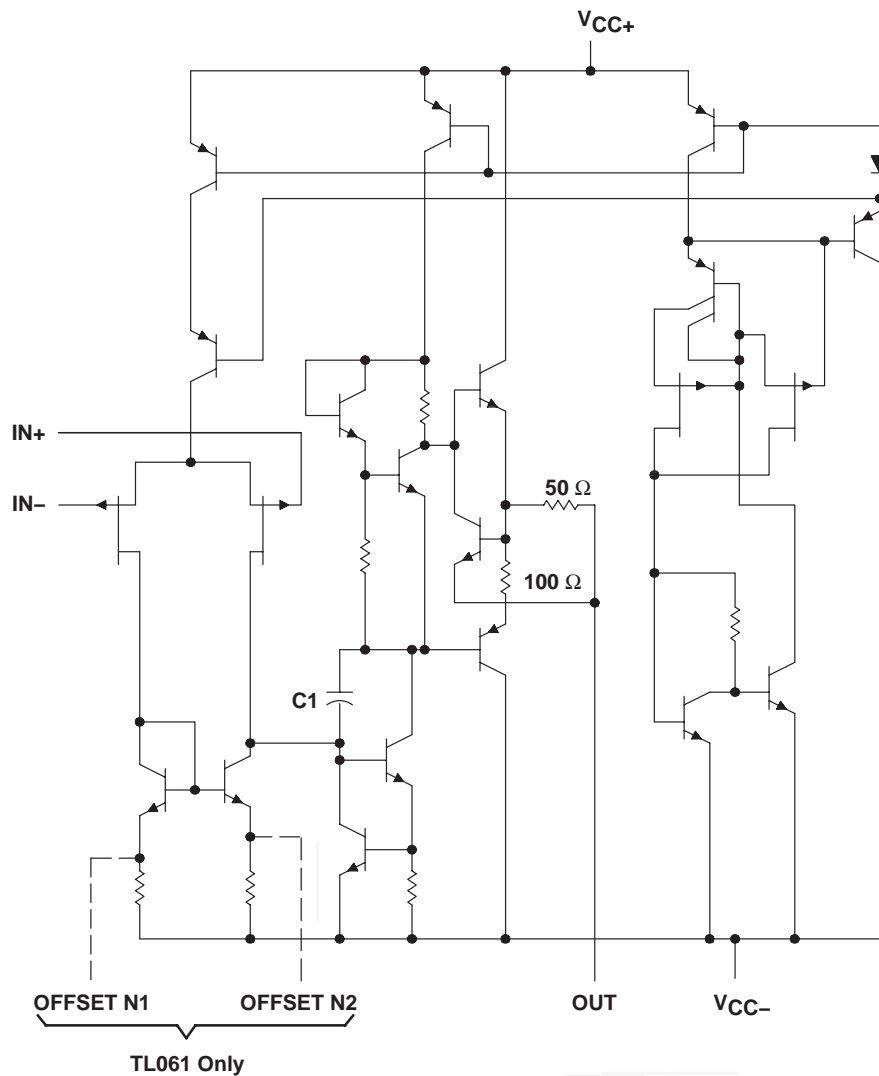 VCC+
IN+
IN−
50 Ω
100 Ω
C1
OFFSET N1
OFFSET N2
OUT
VCC−
TL061 Only